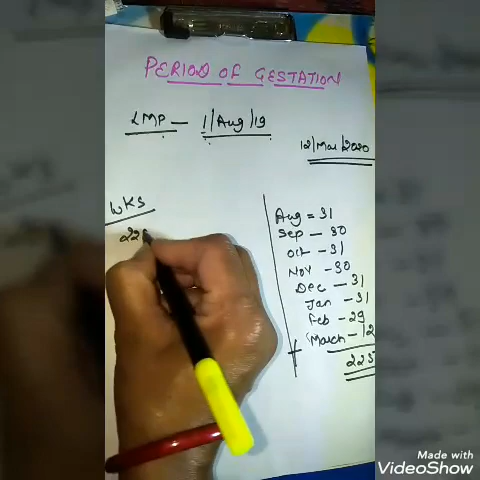 PERIOD OF GESTATION
LMP — 1/Aug/19
12/Mar/2020
WKS
225
Aug = 31
Sep — 30
Oct — 31
Nov — 30
Dec — 31
Jan — 31
Feb — 29
March — 12
225
Made with
VideoShow